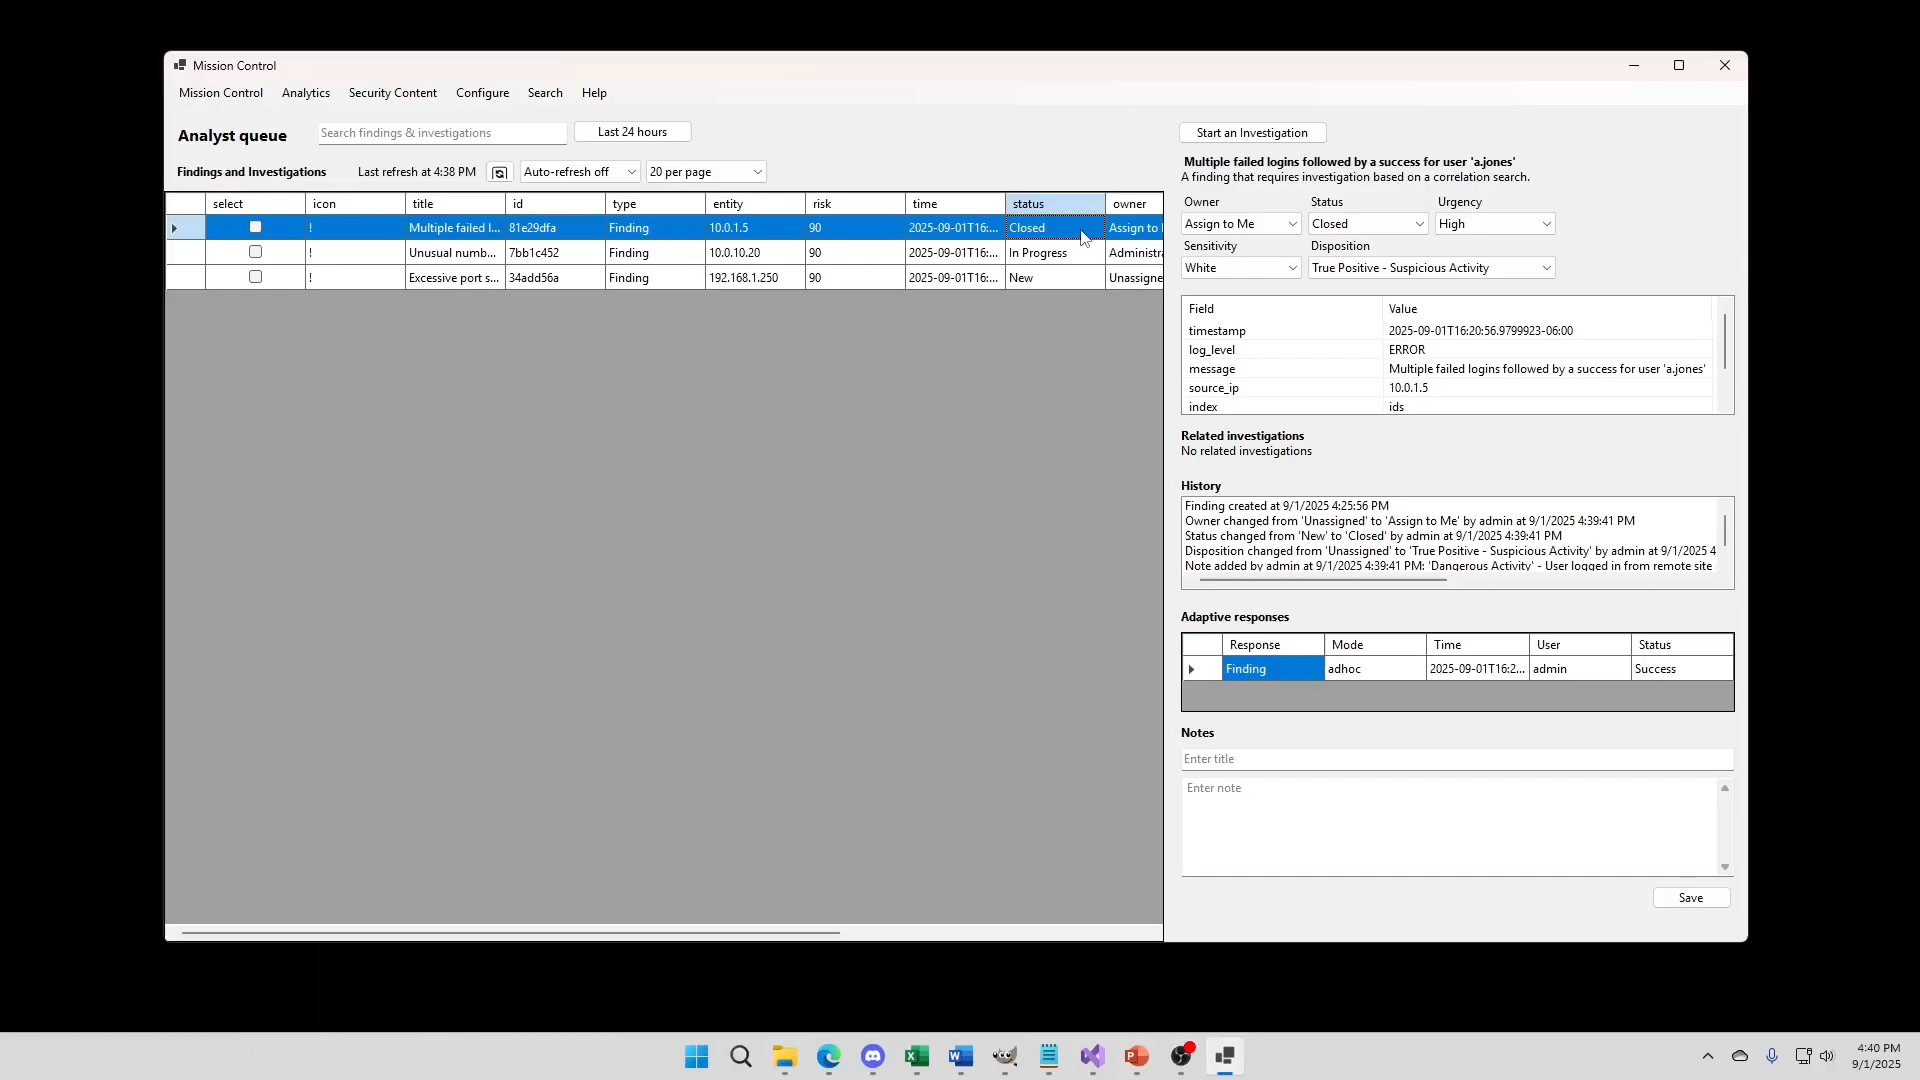 Mission Control
Mission Control Analytics Security Content Configure Search Help
Analyst queue Search findings & investigations Last 24 hours
Findings and Investigations Last refresh at 4:38 PM Auto-refresh off 20 per page
select icon title id type entity risk time status owner
! Multiple failed l... 81e29dfa Finding 10.0.1.5 90 2025-09-01T16:... Closed Assign to
! Unusual numb... 7bb1c452 Finding 10.0.10.20 90 2025-09-01T16:... In Progress Administra
! Excessive port s... 34add56a Finding 192.168.1.250 90 2025-09-01T16:... New Unassigne
Start an Investigation
Multiple failed logins followed by a success for user 'a.jones'
A finding that requires investigation based on a correlation search.
Owner Status Urgency
Assign to Me Closed High
Sensitivity Disposition
White True Positive - Suspicious Activity
Field Value
timestamp 2025-09-01T16:20:56.9799923-06:00
log_level ERROR
message Multiple failed logins followed by a success for user 'a.jones'
source_ip 10.0.1.5
index ids
Related investigations
No related investigations
History
Finding created at 9/1/2025 4:25:56 PM
Owner changed from 'Unassigned' to 'Assign to Me' by admin at 9/1/2025 4:39:41 PM
Status changed from 'New' to 'Closed' by admin at 9/1/2025 4:39:41 PM
Disposition changed from 'Unassigned' to 'True Positive - Suspicious Activity' by admin at 9/1/2025 4
Note added by admin at 9/1/2025 4:39:41 PM: 'Dangerous Activity' - User logged in from remote site
Adaptive responses
Response Mode Time User Status
Finding adhoc 2025-09-01T16:2... admin Success
Notes
Enter title
Enter note
Save
4:40 PM
9/1/2025